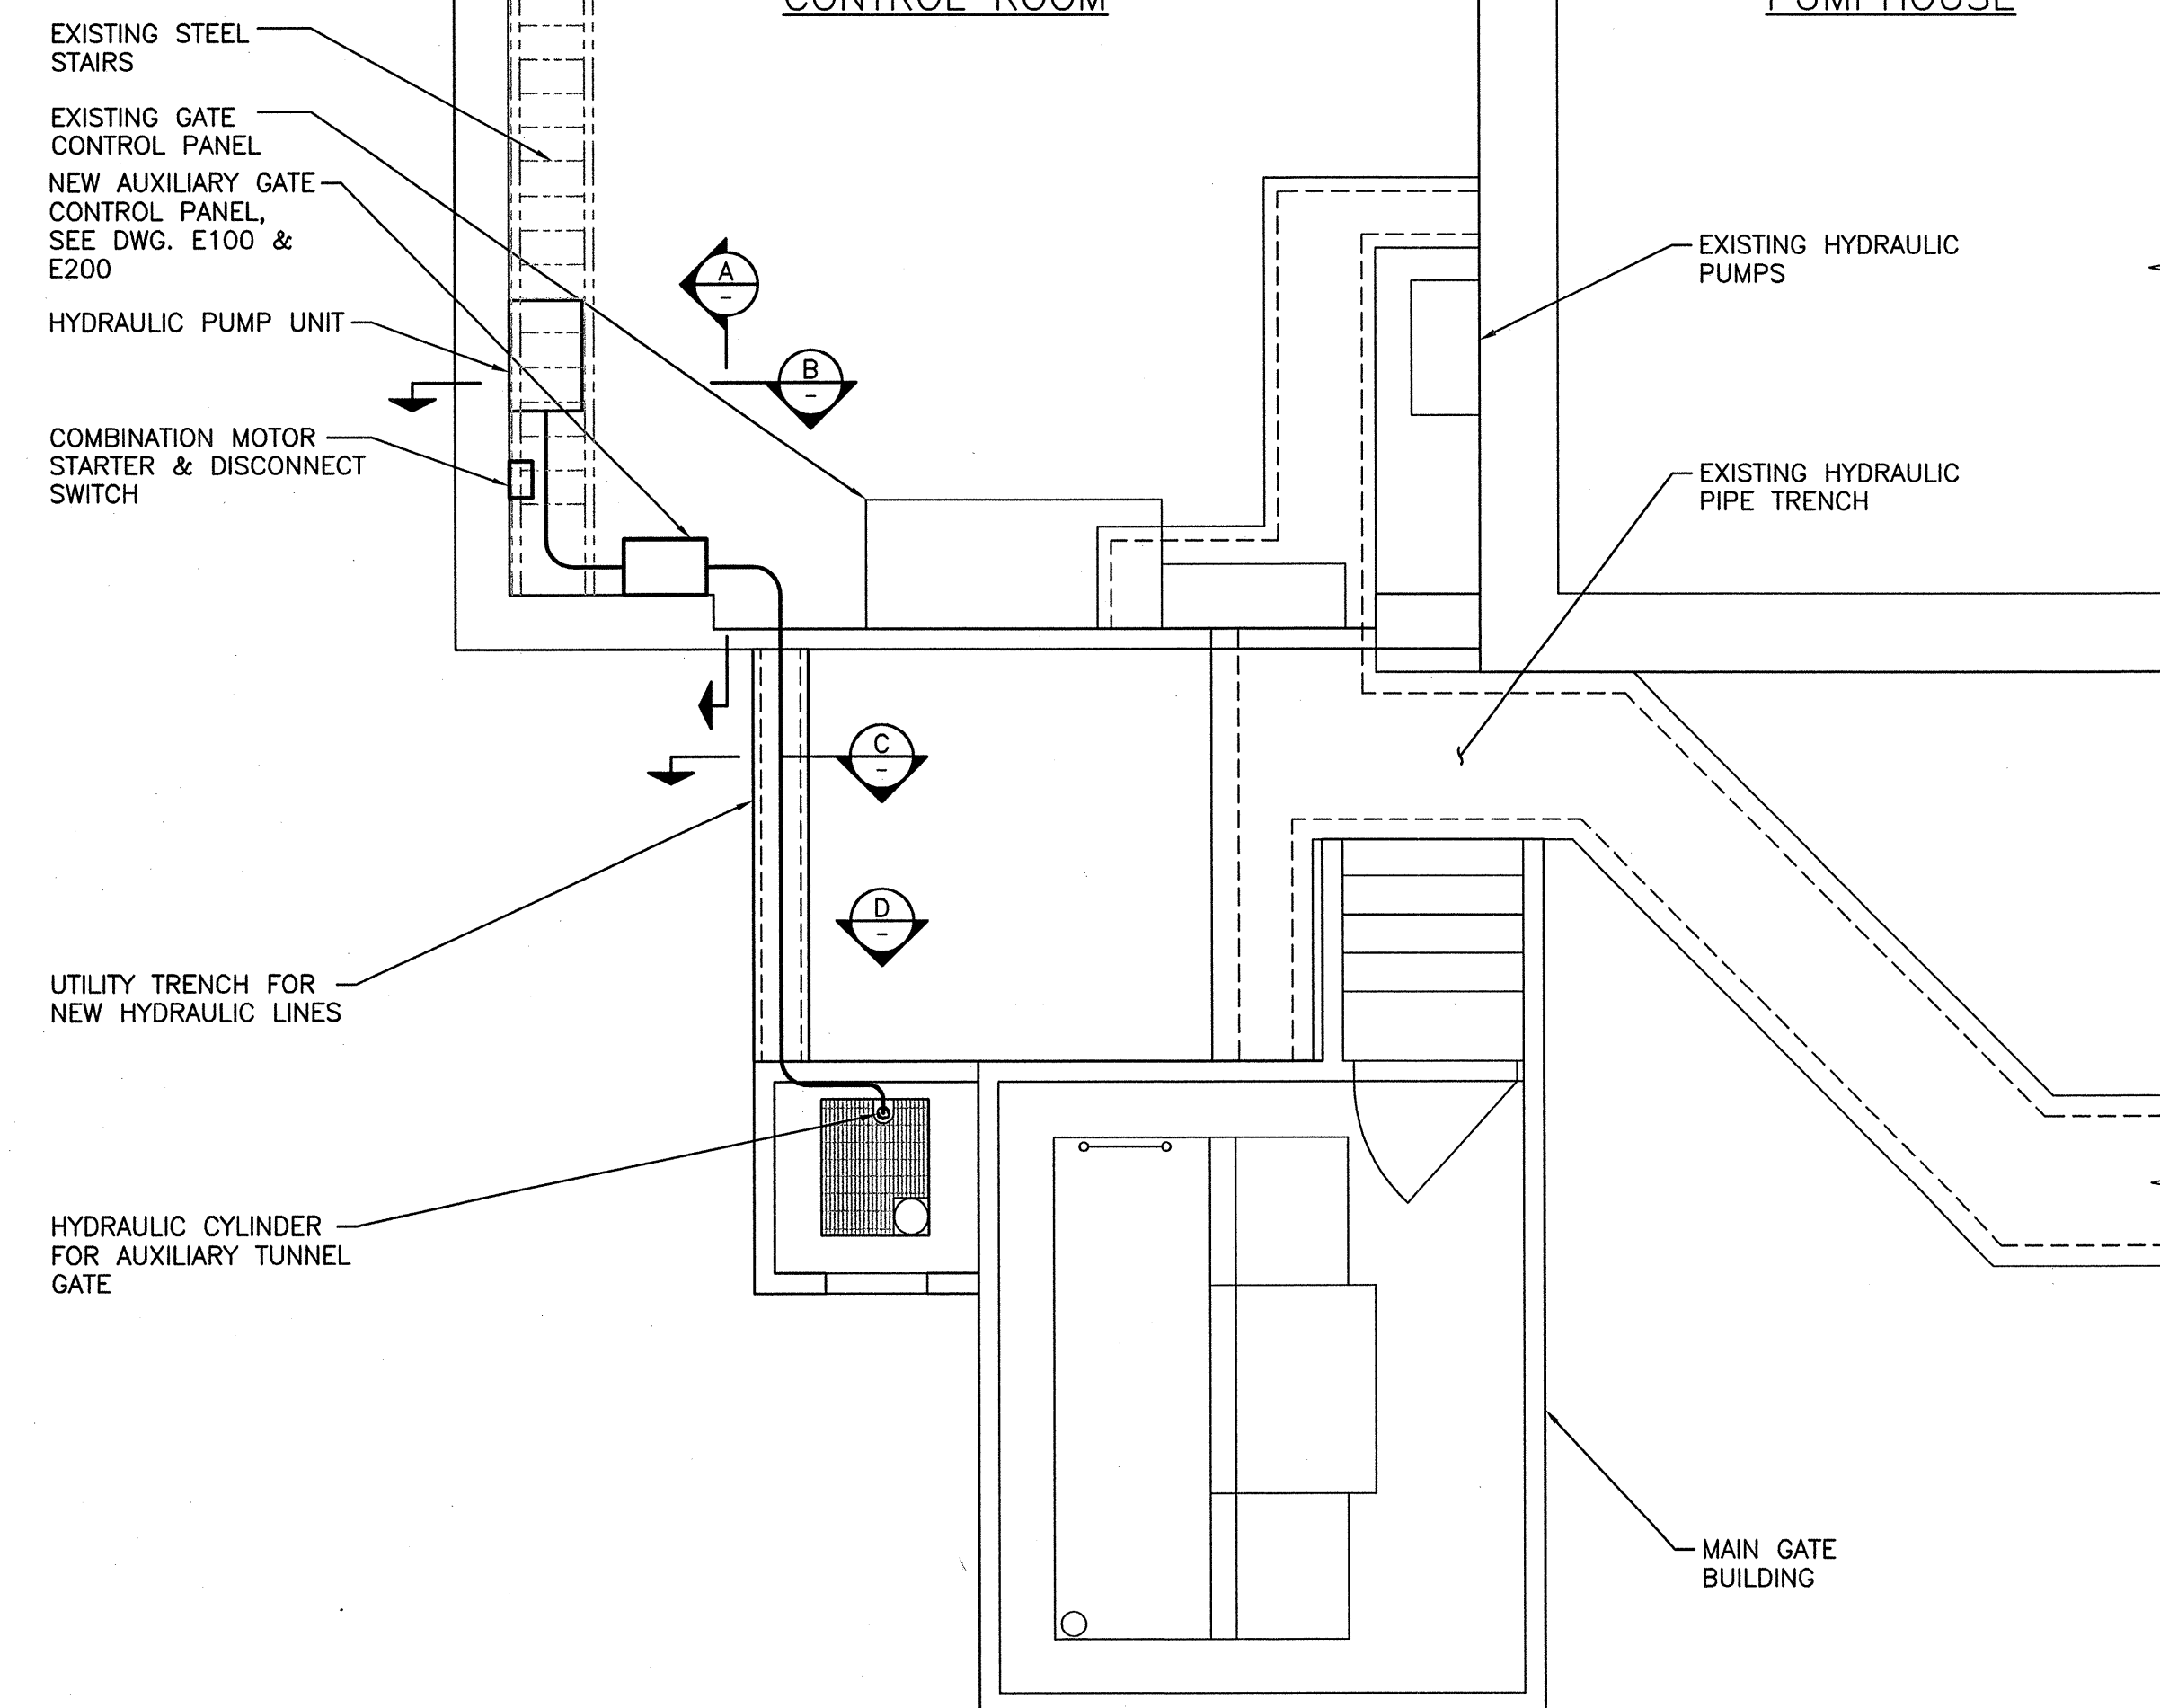 CONTROL ROOM
PUMPHOUSE
EXISTING STEEL
STAIRS
EXISTING GATE
CONTROL PANEL
NEW AUXILIARY GATE
CONTROL PANEL,
SEE DWG. E100 &
E200
HYDRAULIC PUMP UNIT
COMBINATION MOTOR
STARTER & DISCONNECT
SWITCH
A
-
B
-
EXISTING HYDRAULIC
PUMPS
EXISTING HYDRAULIC
PIPE TRENCH
C
-
D
-
UTILITY TRENCH FOR
NEW HYDRAULIC LINES
HYDRAULIC CYLINDER
FOR AUXILIARY TUNNEL
GATE
MAIN GATE
BUILDING